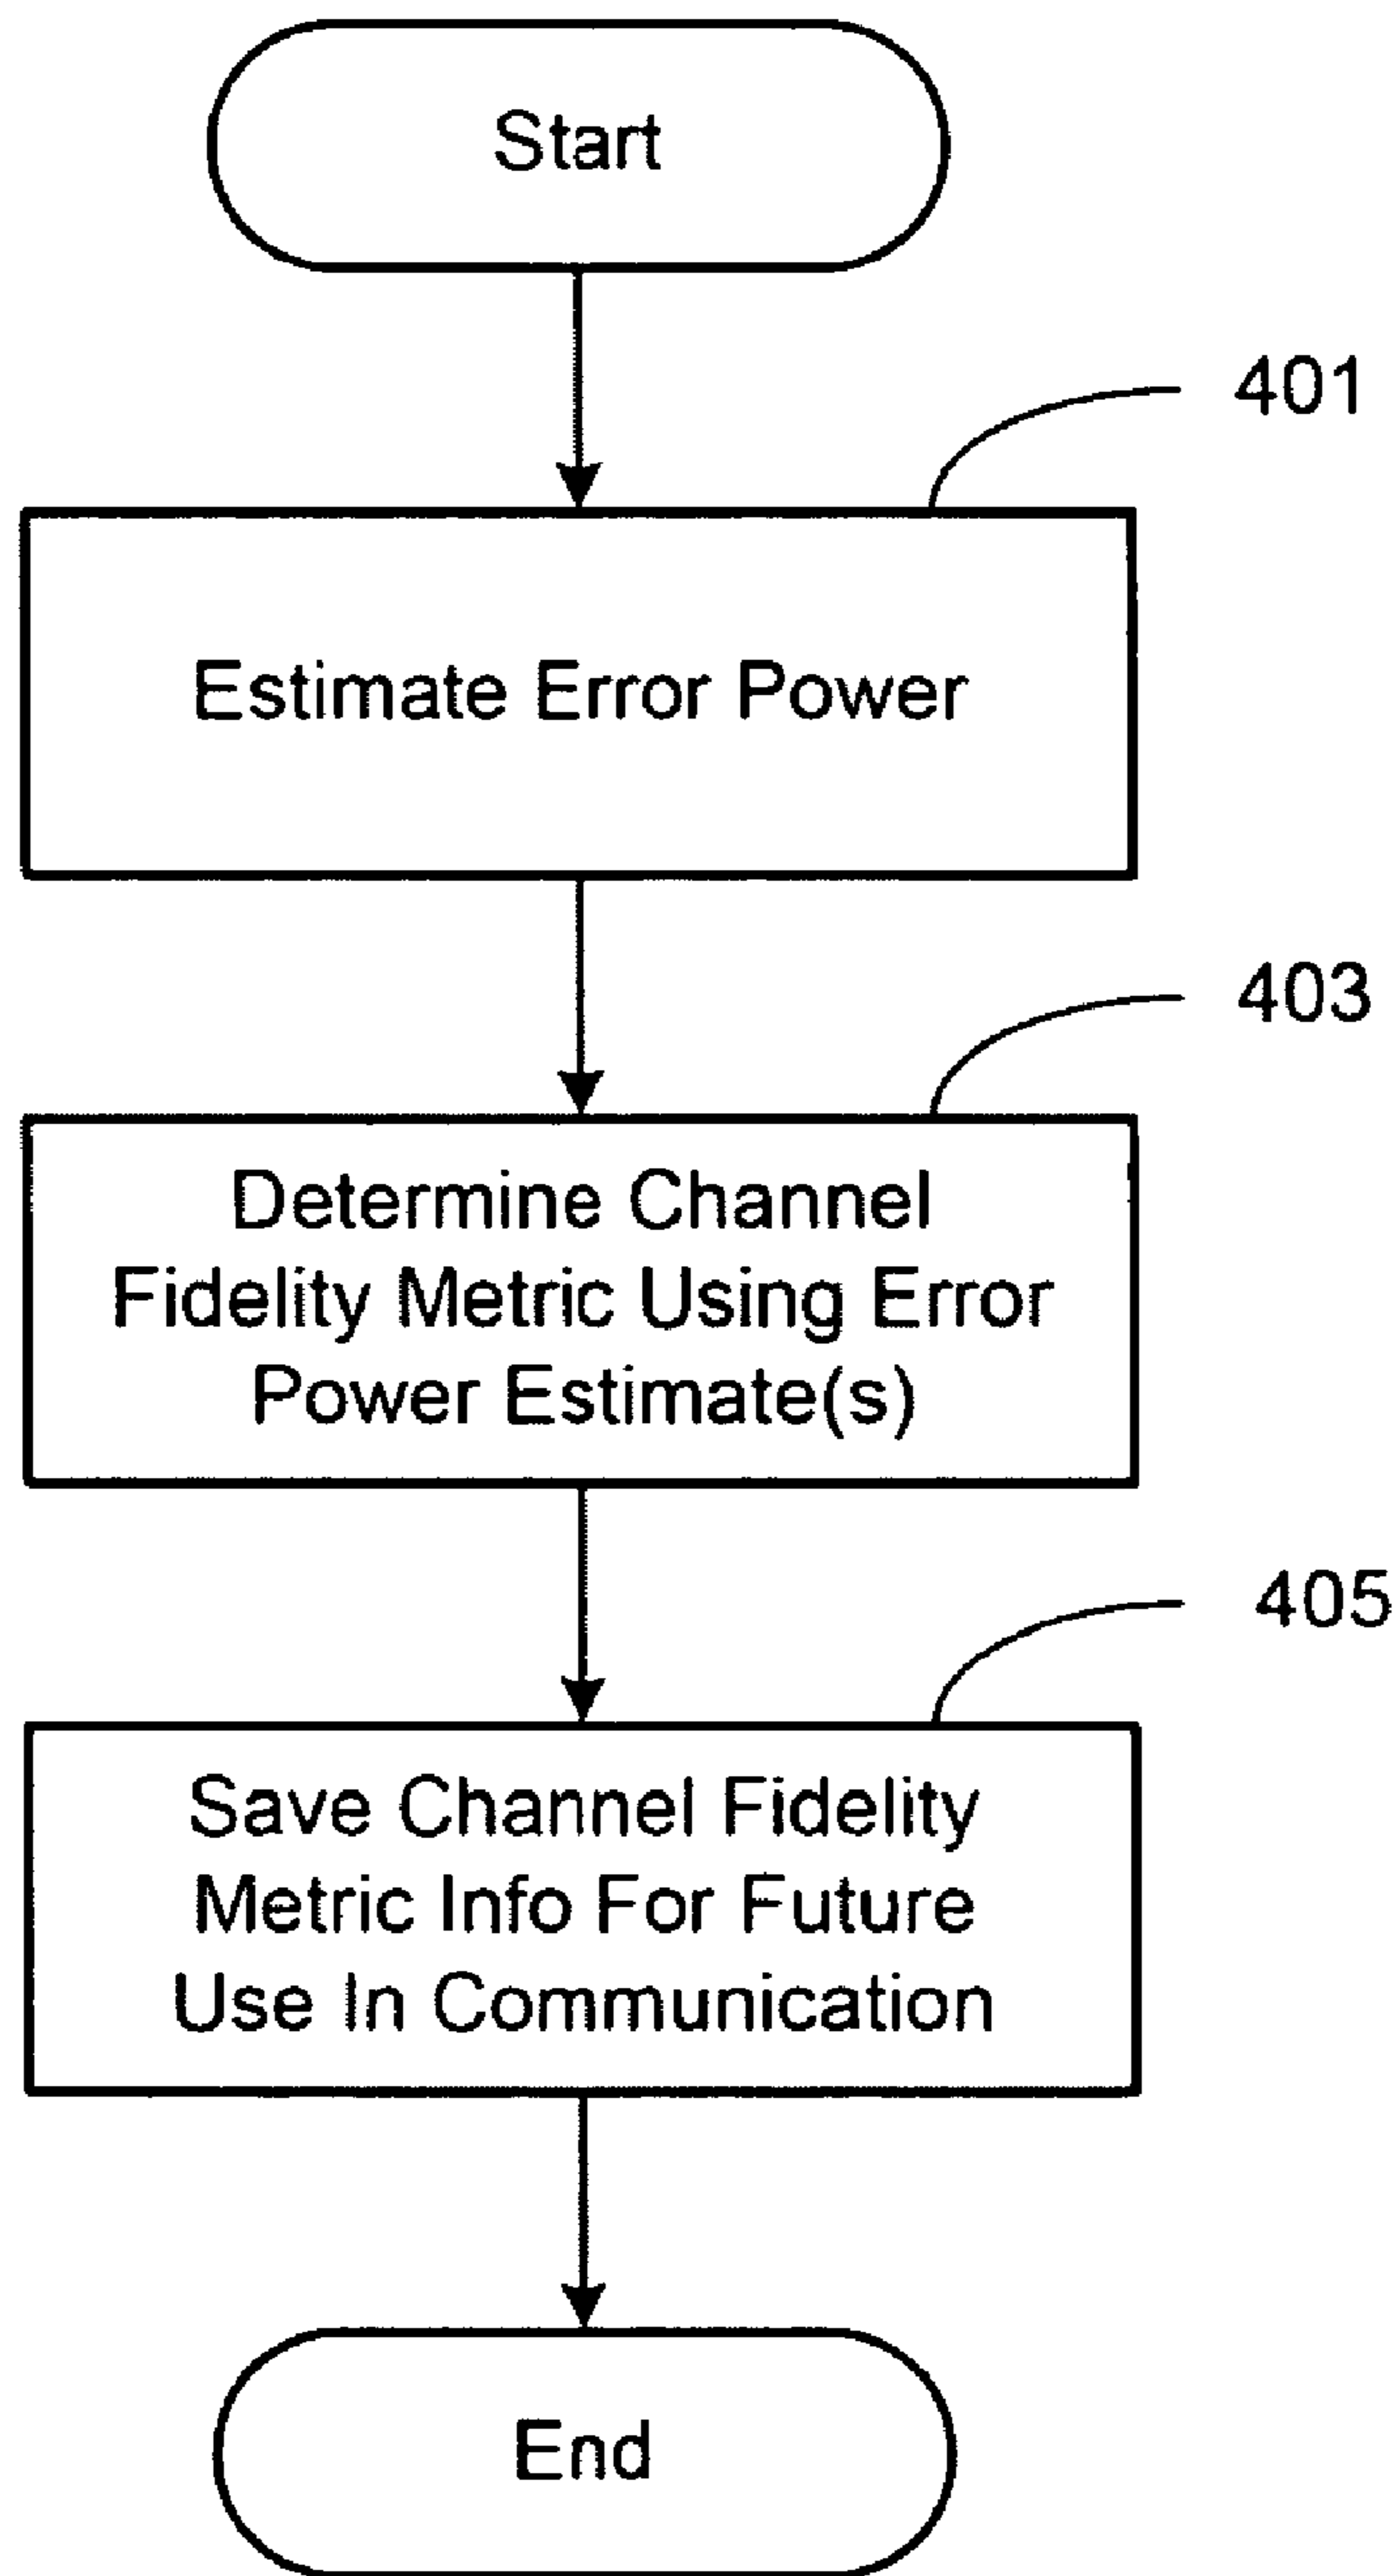 Start
401
Estimate Error Power
403
Determine Channel
Fidelity Metric Using Error
Power Estimate(s)
405
Save Channel Fidelity
Metric Info For Future
Use In Communication
End